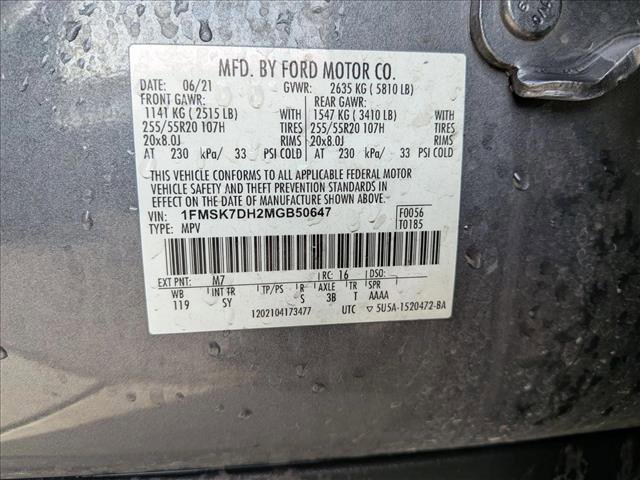 MFD. BY FORD MOTOR CO.
DATE: 06/21 GVWR: 2635 KG ( 5810 LB)
FRONT GAWR: REAR GAWR:
1141 KG ( 2515 LB) 1547 KG ( 3410 LB)
255/55R20 107H TIRES 255/55R20 107H TIRES
20x8.0J RIMS 20x8.0J RIMS
AT 230 kPa/ 33 PSI COLD AT 230 kPa/ 33 PSI COLD
THIS VEHICLE CONFORMS TO ALL APPLICABLE FEDERAL MOTOR
VEHICLE SAFETY AND THEFT PREVENTION STANDARDS IN
EFFECT ON THE DATE OF MANUFACTURE SHOWN ABOVE.
VIN: 1FMSK7DH2MGB50647 F0056
TYPE: MPV T0185
EXT PNT: M7 RC: 16 DSO:
WB INT TR TP/PS R AXLE TR SPR
119 SY S 3B T AAAA
1202104173477 UTC ▽ 5U5A-1520472-BA